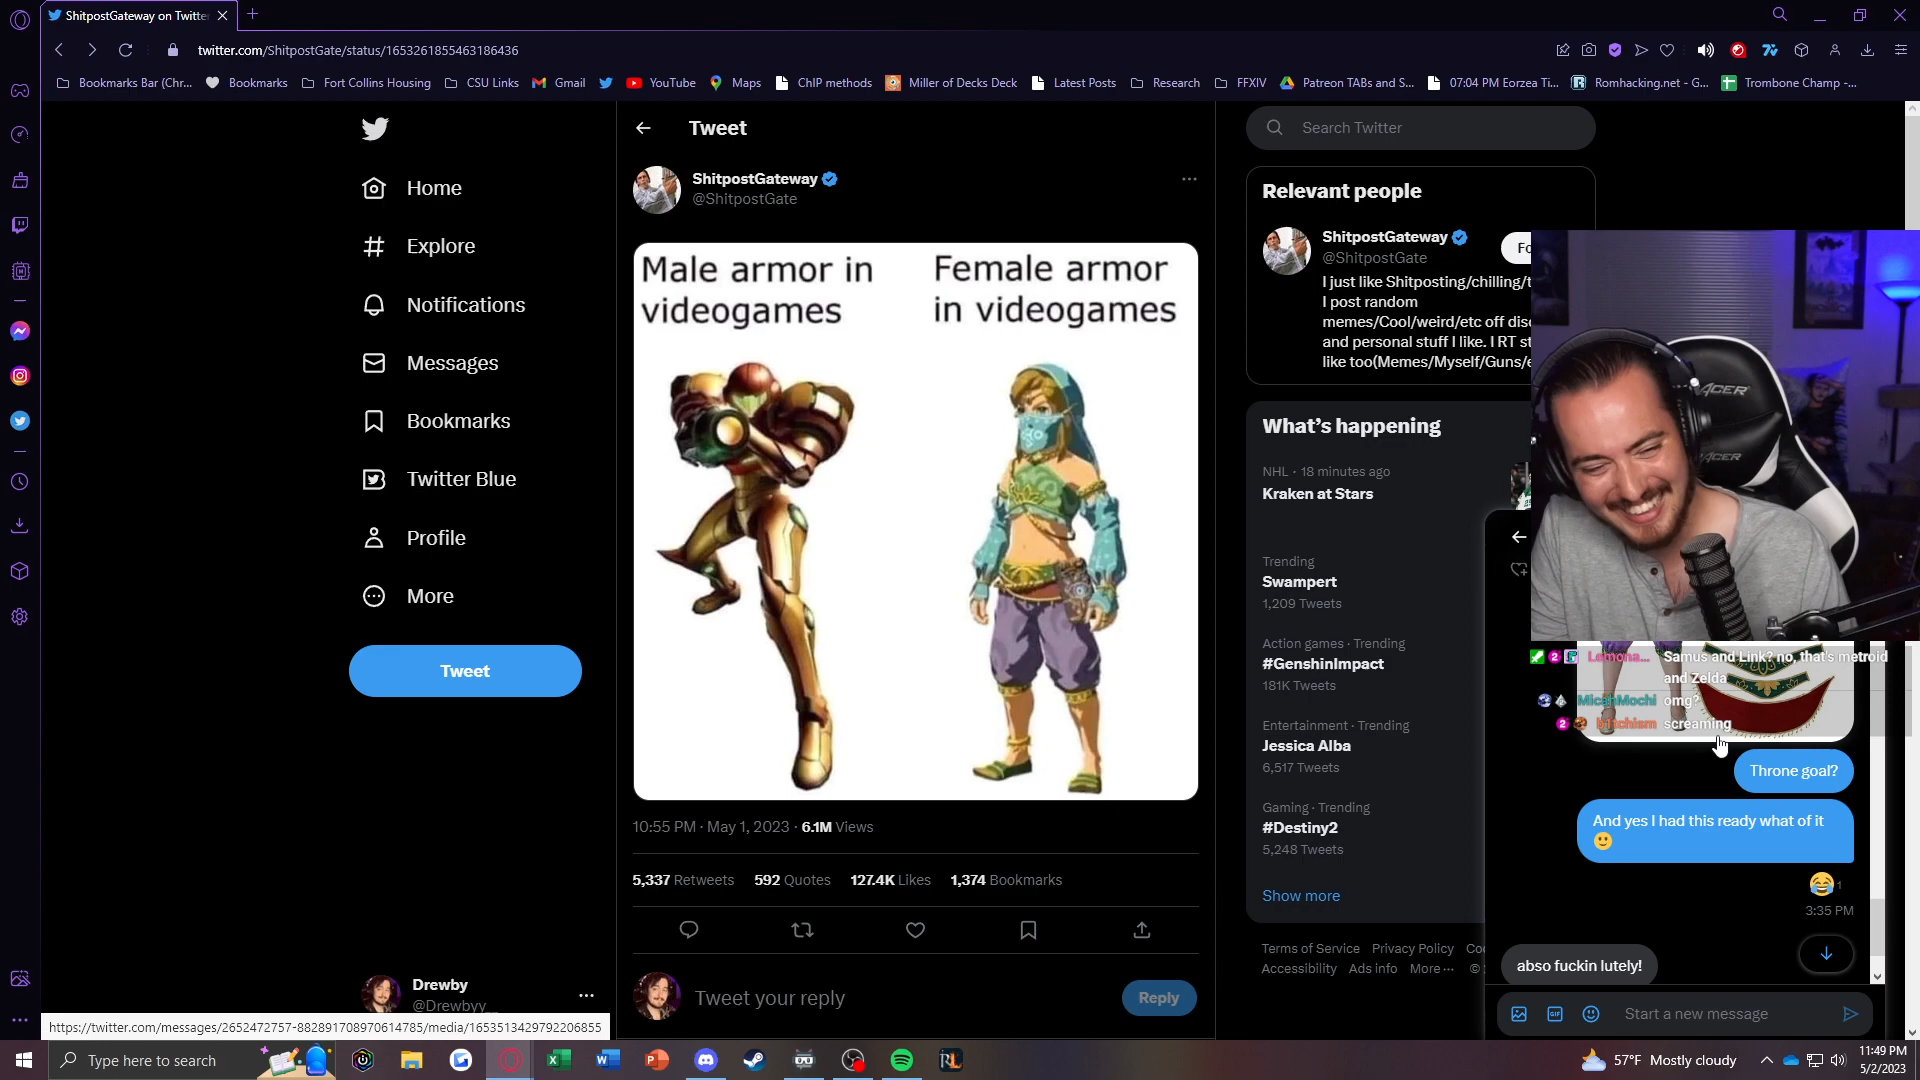 ShitpostGateway on Twitte
twitter.com/ShitpostGate/status/1653261855463186436
Bookmarks Bar (Chr...
Bookmarks
Fort Collins Housing
CSU Links
Gmail
YouTube
Maps
ChIP methods
Miller of Decks Deck
Latest Posts
Research
FFXIV
Patreon TABs and S...
07:04 PM Eorzea Ti...
Romhacking.net - G...
Trombone Champ -...
Home
Explore
Notifications
Messages
Bookmarks
Twitter Blue
Profile
More
Tweet
Drewby
@Drewbyy_
https://twitter.com/messages/2652472757-882891708970614785/media/1653513429792206855
Tweet
ShitpostGateway
@ShitpostGate
Male armor in
videogames
Female armor
in videogames
10:55 PM · May 1, 2023 · 6.1M Views
5,337 Retweets 592 Quotes 127.4K Likes 1,374 Bookmarks
Tweet your reply
Reply
Search Twitter
Relevant people
ShitpostGateway
@ShitpostGate
Fo
I just like Shitposting/chilling/t
I post random
memes/Cool/weird/etc off disc
and personal stuff I like. I RT st
like too(Memes/Myself/Guns/e
What's happening
NHL · 18 minutes ago
Kraken at Stars
Trending
Swampert
1,209 Tweets
Action games · Trending
#GenshinImpact
181K Tweets
Entertainment · Trending
Jessica Alba
6,517 Tweets
Gaming · Trending
#Destiny2
5,248 Tweets
Show more
Terms of Service Privacy Policy Coo
Accessibility Ads info More ··· ©
ACER
ACER
Lemona... Samus and Link? no, that's metroid
and Zelda
MicahMochi omg?
b1tchism screaming
Throne goal?
And yes I had this ready what of it
🙂
😂 1
3:35 PM
abso fuckin lutely!
GIF
Start a new message
Type here to search
57°F Mostly cloudy
11:49 PM
5/2/2023